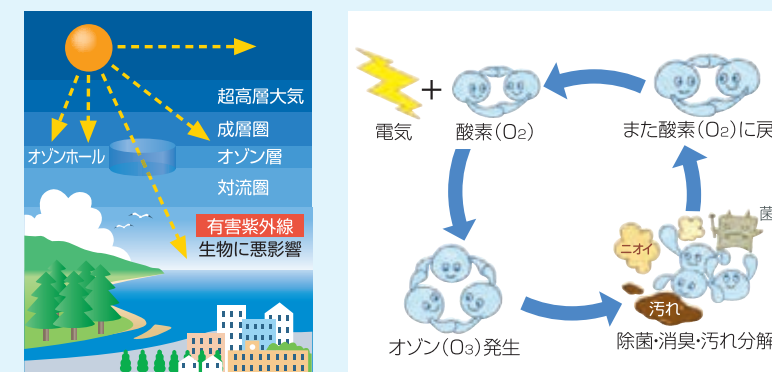 超高層大気
成層圏
オゾンホール
オゾン層
対流圏
有害紫外線
生物に悪影響
+
電気
酸素(O₂)
また酸素(O₂)に戻
菌
ニオイ
汚れ
オゾン(O₃)発生
除菌・消臭・汚れ分解